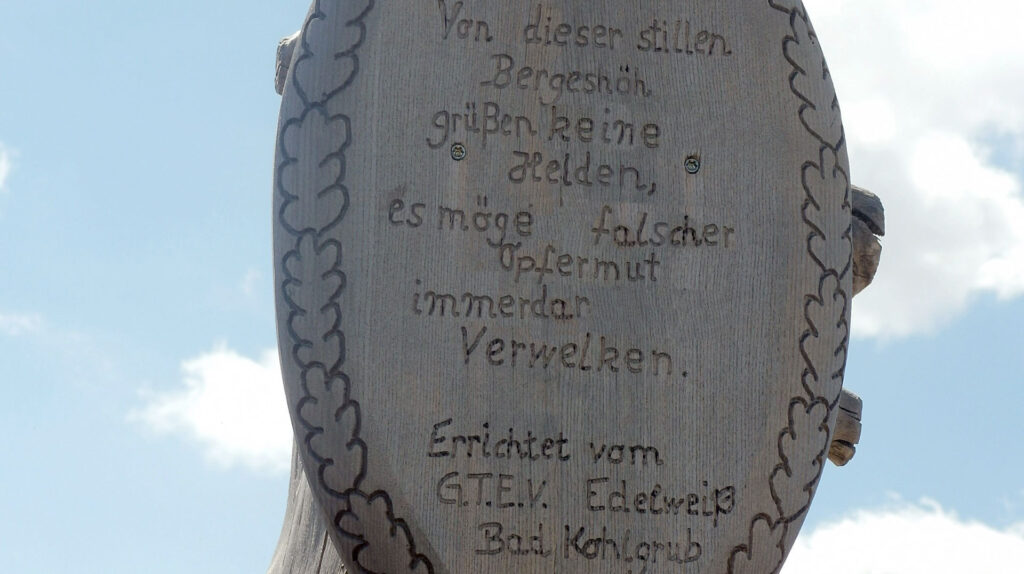 Von dieser stillen
Bergeshöh
grüßen keine
Helden,
es möge falscher
Opfermut
immerdar
Verwelken.
Errichtet vom
G.T.E.V. Edelweiß
Bad Kohlgrub